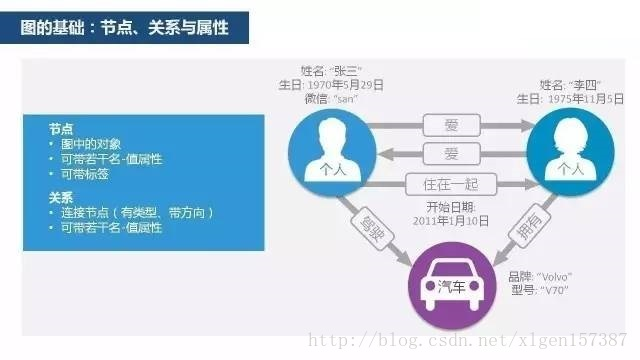 图的基础：节点、关系与属性
姓名: “张三”
生日: 1970年5月29日
微信: “san”
姓名: “李四”
生日: 1975年11月5日
节点
• 图中的对象
• 可带若干名-值属性
• 可带标签
关系
• 连接节点（有类型、带方向）
• 可带若干名-值属性
爱
爱
个人
个人
住在一起
开始日期:
2011年1月10日
驾驶
拥有
汽车
品牌: “Volvo”
型号: “V70”
http://blog.csdn.net/xlgen157387